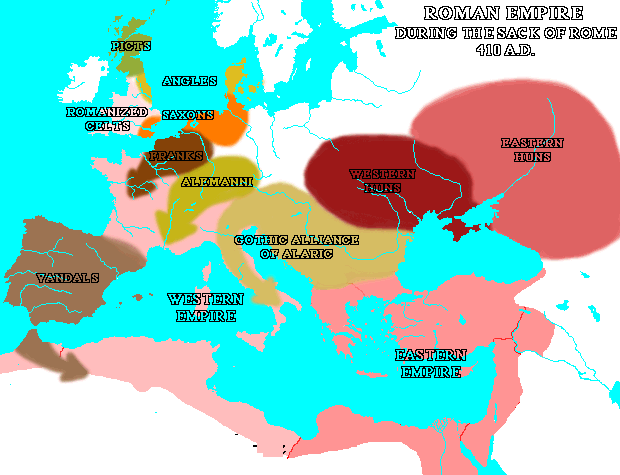 ROMAN EMPIRE
DURING THE SACK OF ROME
410 A.D.
PICTS
ANGLES
ROMANIZED
CELTS
SAXONS
FRANKS
ALEMANNI
WESTERN
HUNS
EASTERN
HUNS
GOTHIC ALLIANCE
OF ALARIC
VANDALS
WESTERN
EMPIRE
EASTERN
EMPIRE